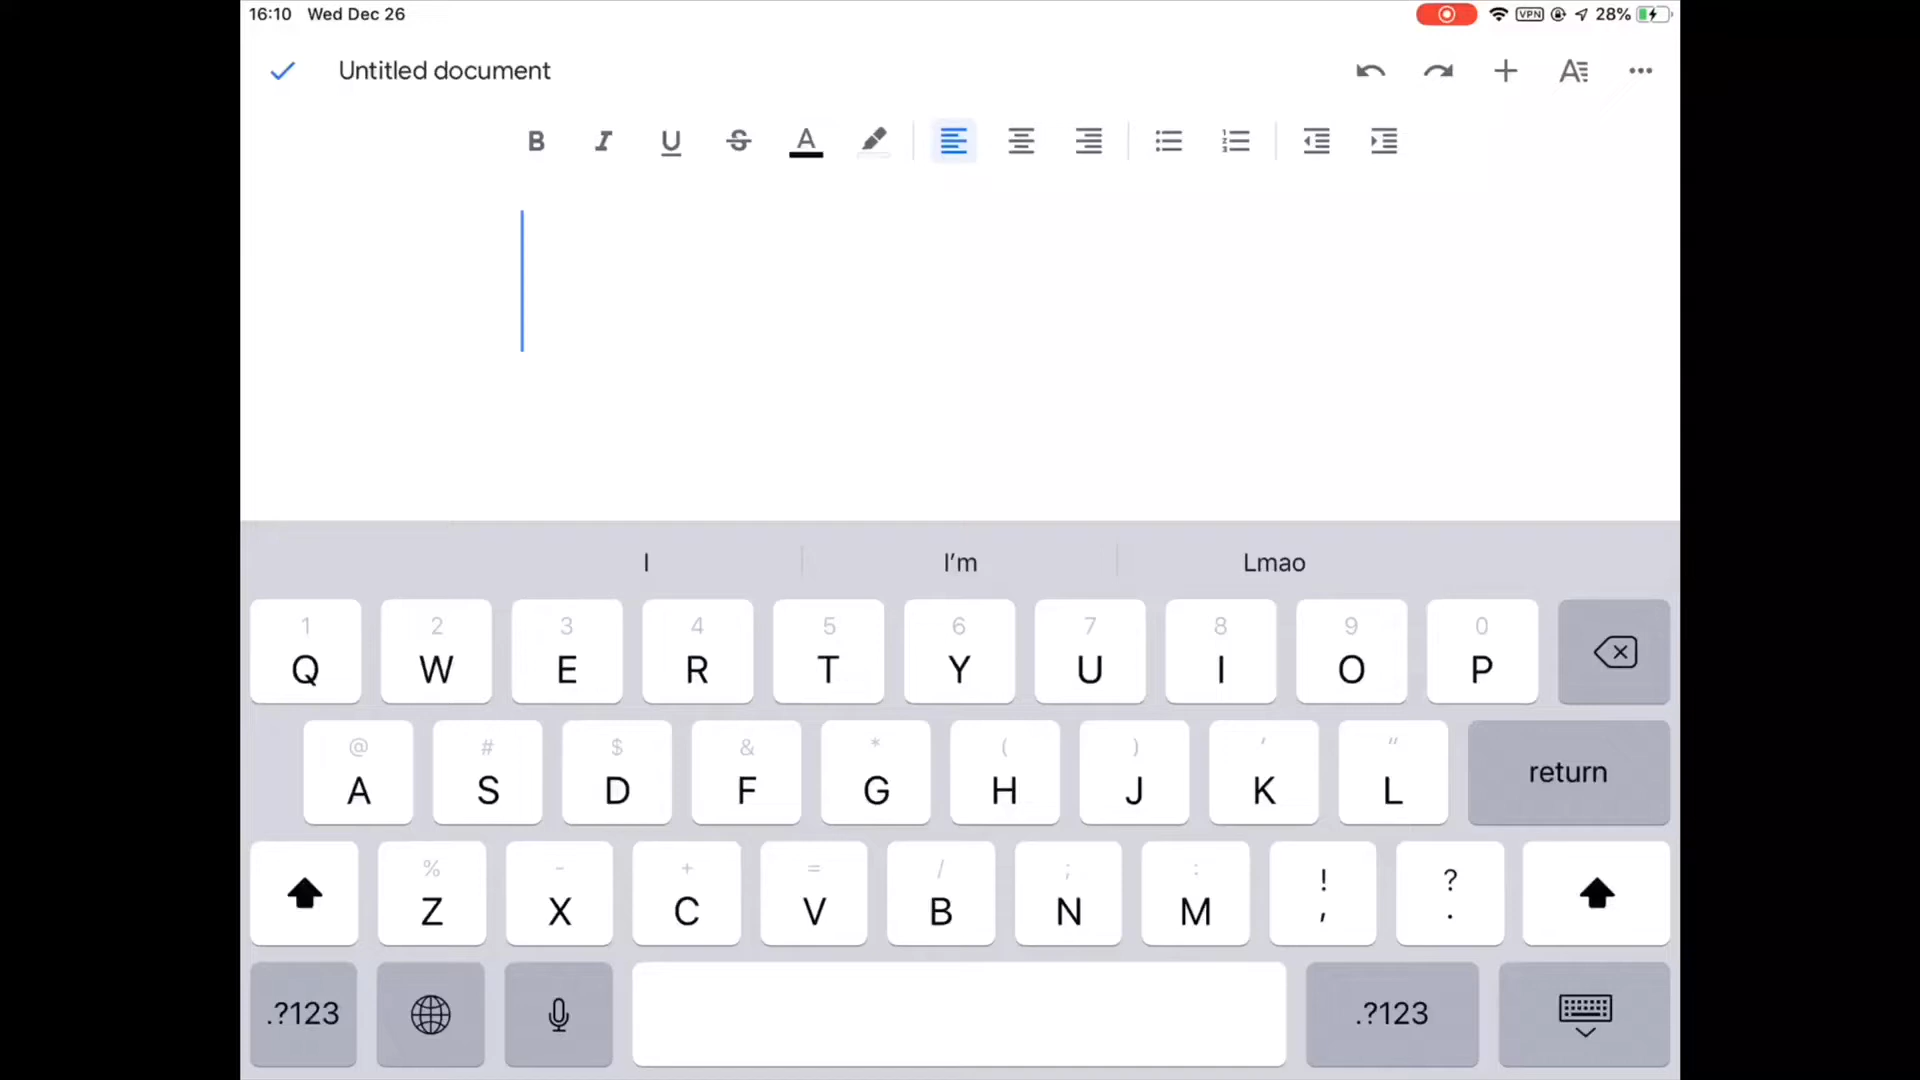 16:10 Wed Dec 26 VPN 28%
Untitled document
B I U S A
I I'm Lmao
1 2 3 4 5 6 7 8 9 0
Q W E R T Y U I O P
@ # $ & * ( ) ' "
A S D F G H J K L return
% - + = / ; : ! ?
Z X C V B N M , .
.?123 .?123